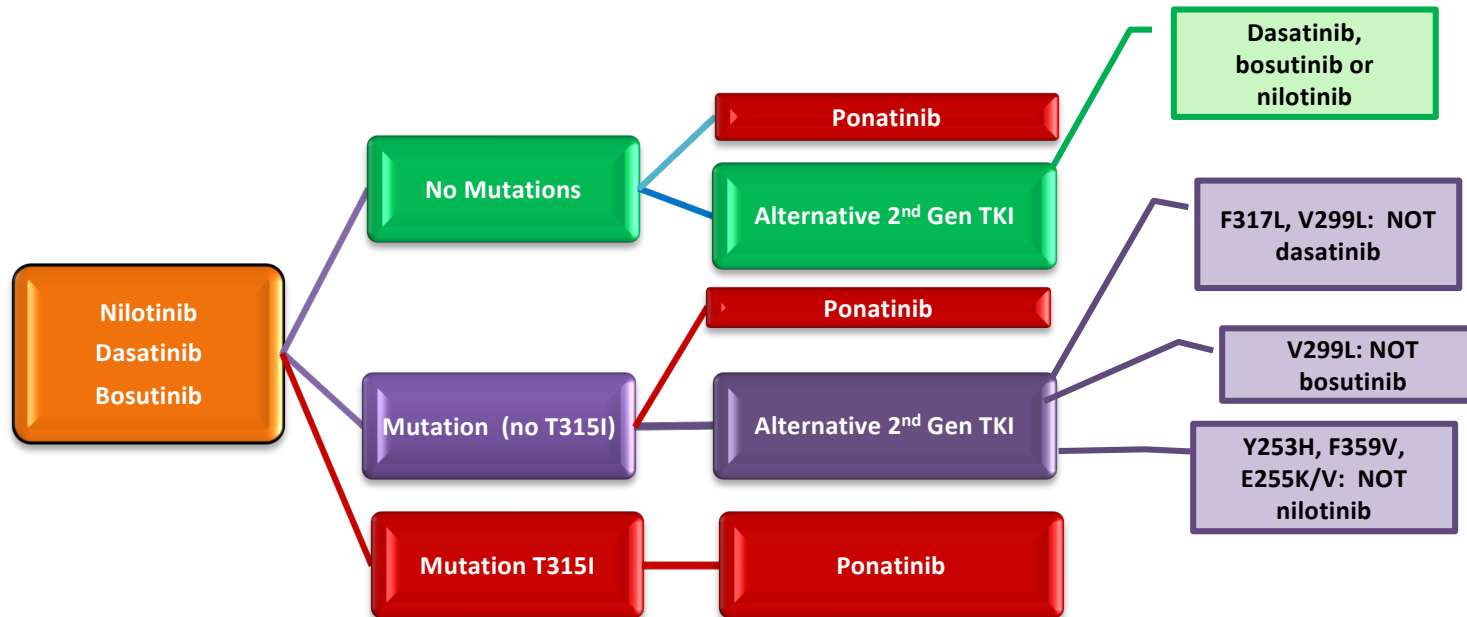 Nilotinib
Dasatinib
Bosutinib
No Mutations
Ponatinib
Alternative 2nd Gen TKI
Dasatinib,
bosutinib or
nilotinib
Mutation (no T315I)
Ponatinib
Alternative 2nd Gen TKI
F317L, V299L: NOT
dasatinib
V299L: NOT
bosutinib
Y253H, F359V,
E255K/V: NOT
nilotinib
Mutation T315I
Ponatinib